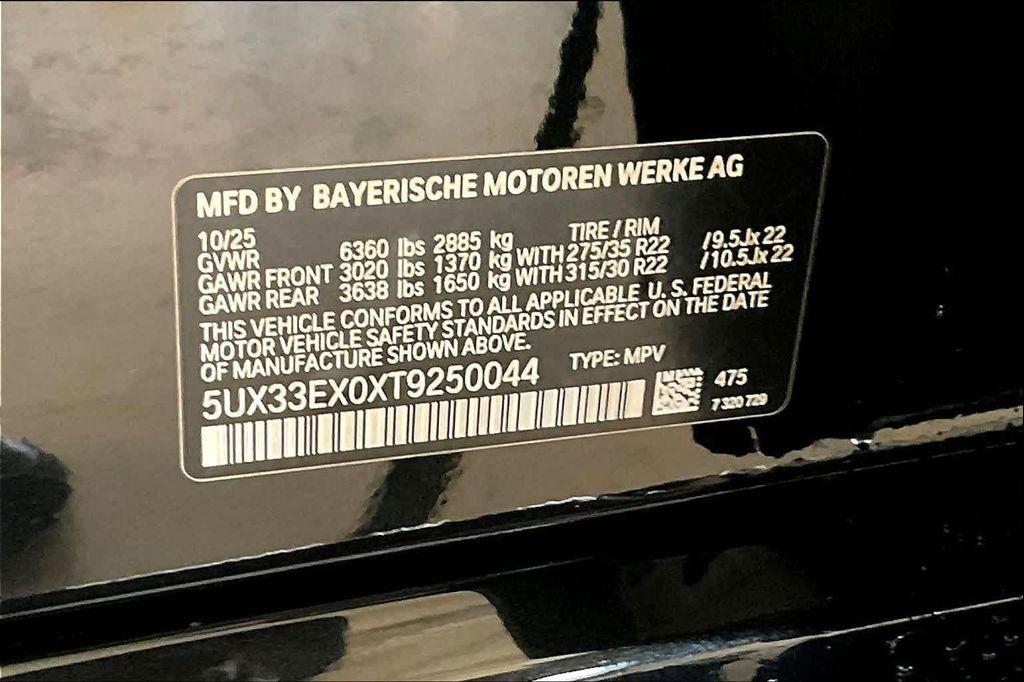 MFD BY BAYERISCHE MOTOREN WERKE AG
10/25 TIRE / RIM
GVWR 6360 lbs 2885 kg
GAWR FRONT 3020 lbs 1370 kg WITH 275/35 R22 /9.5Jx22
GAWR REAR 3638 lbs 1650 kg WITH 315/30 R22 /10.5Jx22
THIS VEHICLE CONFORMS TO ALL APPLICABLE U. S. FEDERAL
MOTOR VEHICLE SAFETY STANDARDS IN EFFECT ON THE DATE
OF MANUFACTURE SHOWN ABOVE.
TYPE: MPV
5UX33EX0XT9250044
475
7 320 729